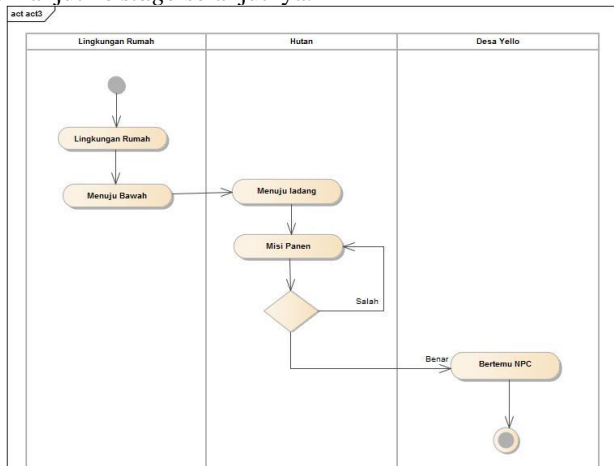 act act3
Lingkungan Rumah
Hutan
Desa Yello
Lingkungan Rumah
Menuju Bawah
Menuju ladang
Misi Panen
Salah
Benar
Bertemu NPC